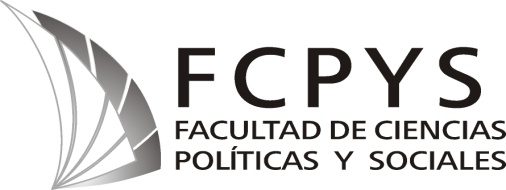 FCPYS
FACULTAD DE CIENCIAS
POLÍTICAS Y SOCIALES